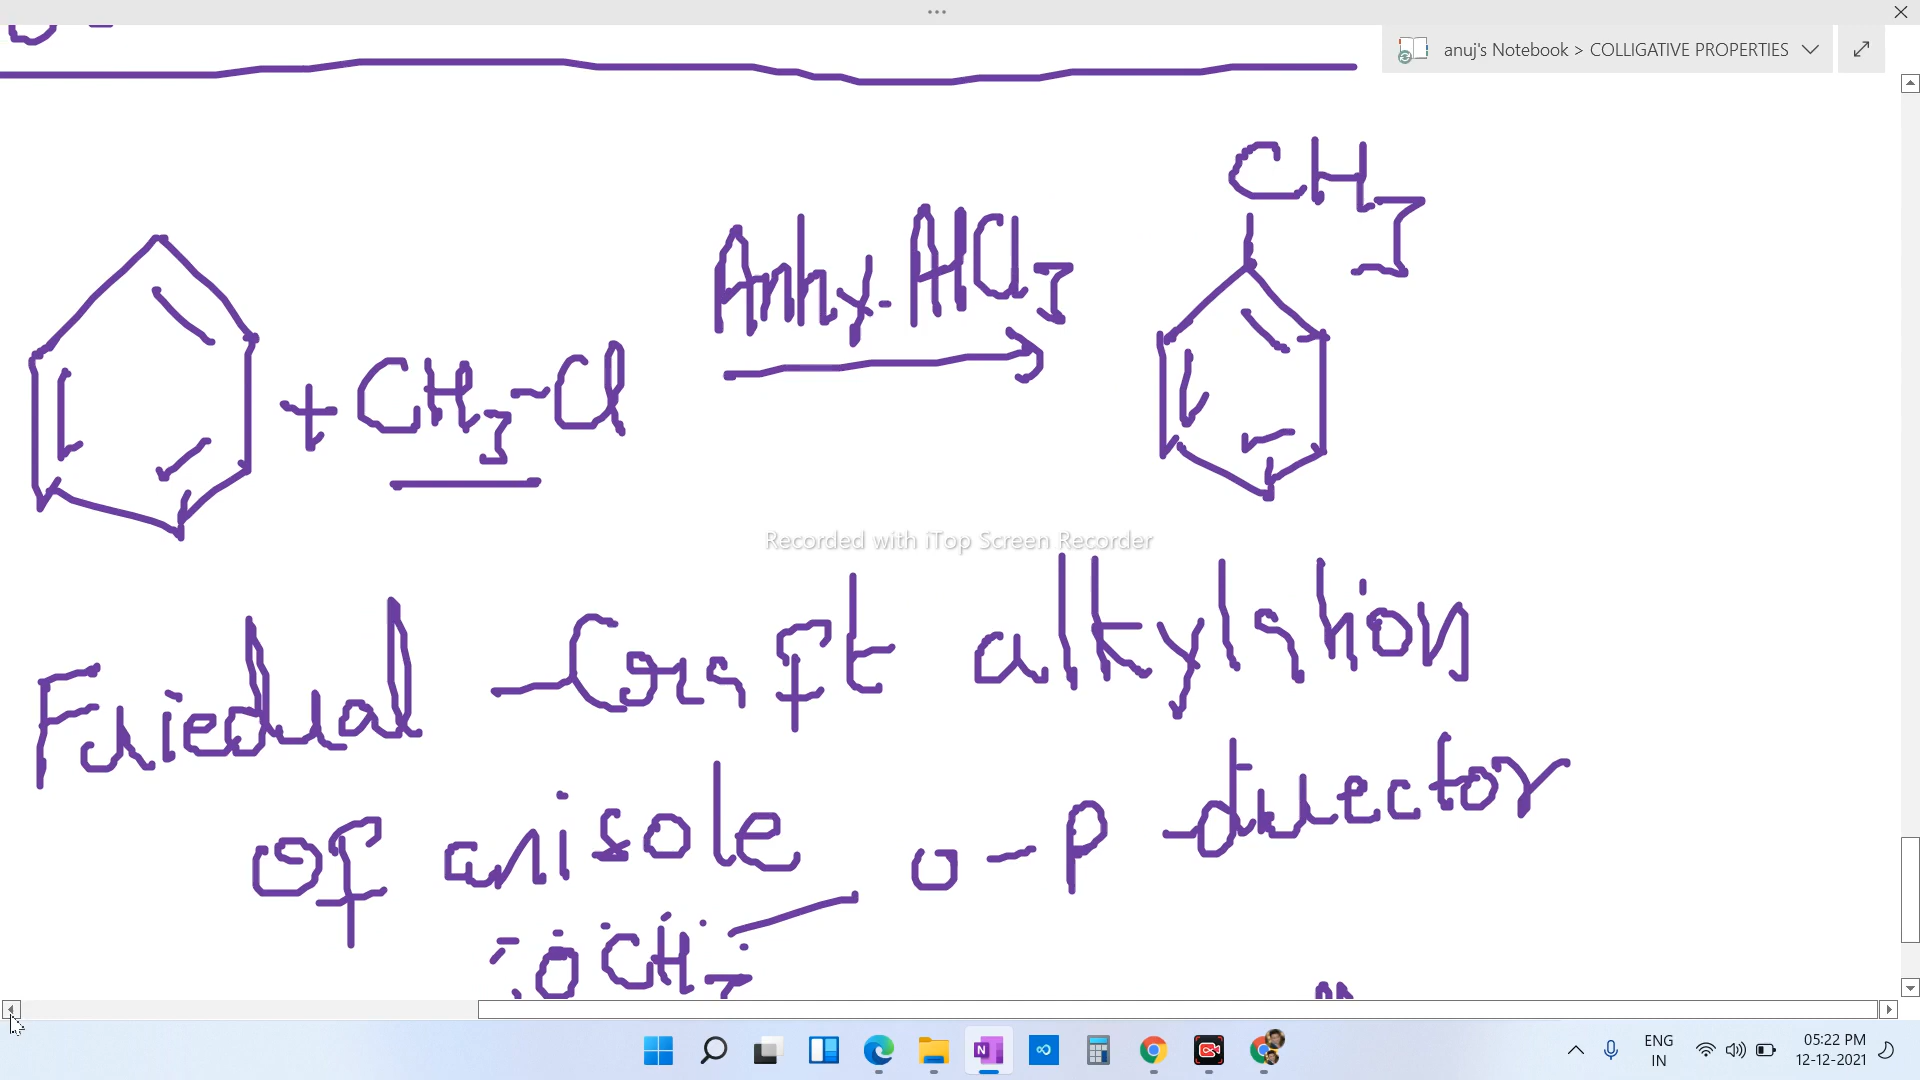 anuj's Notebook > COLLIGATIVE PROPERTIES
CH3
Anhy. AlCl3
+ CH3-Cl
Recorded with iTop Screen Recorder
Friedal - Craft alkylation
of anisole o-p-director
:OCH3
ENG
IN
05:22 PM
12-12-2021